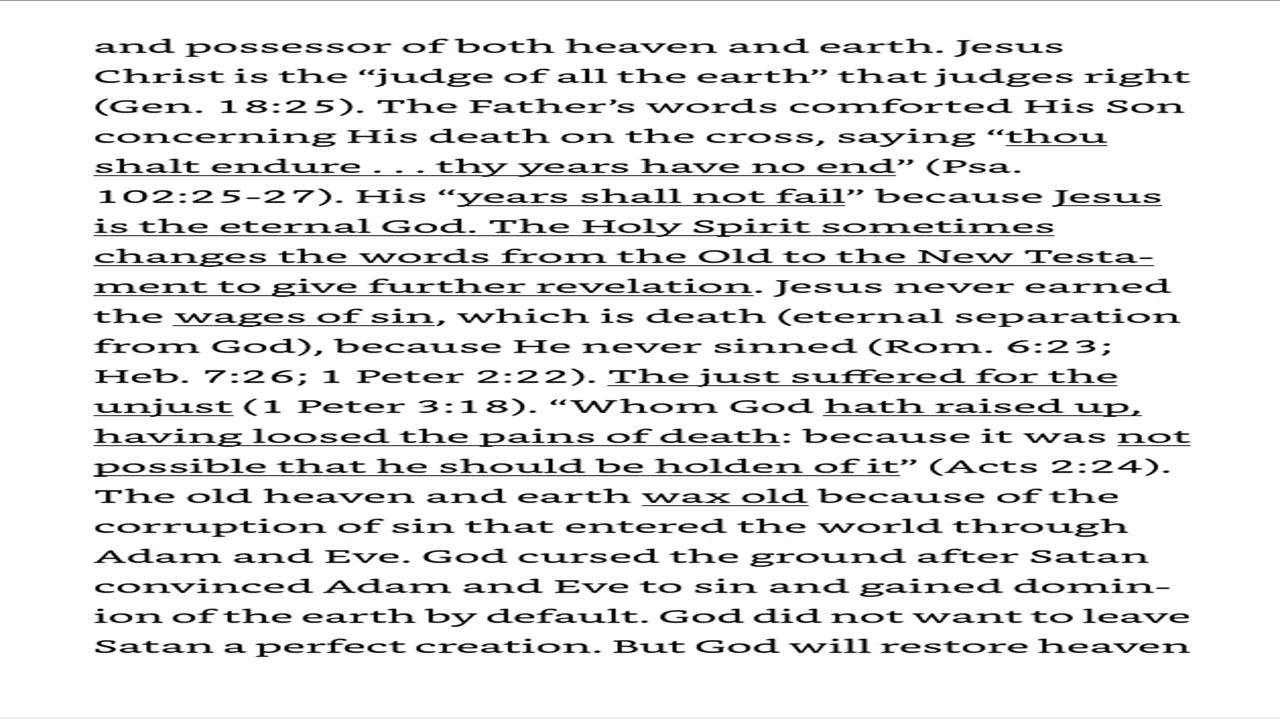 and possessor of both heaven and earth. Jesus
Christ is the “judge of all the earth” that judges right
(Gen. 18:25). The Father’s words comforted His Son
concerning His death on the cross, saying “thou
shalt endure . . . thy years have no end” (Psa.
102:25-27). His “years shall not fail” because Jesus
is the eternal God. The Holy Spirit sometimes
changes the words from the Old to the New Testa-
ment to give further revelation. Jesus never earned
the wages of sin, which is death (eternal separation
from God), because He never sinned (Rom. 6:23;
Heb. 7:26; 1 Peter 2:22). The just suffered for the
unjust (1 Peter 3:18). “Whom God hath raised up,
having loosed the pains of death: because it was not
possible that he should be holden of it” (Acts 2:24).
The old heaven and earth wax old because of the
corruption of sin that entered the world through
Adam and Eve. God cursed the ground after Satan
convinced Adam and Eve to sin and gained domin-
ion of the earth by default. God did not want to leave
Satan a perfect creation. But God will restore heaven